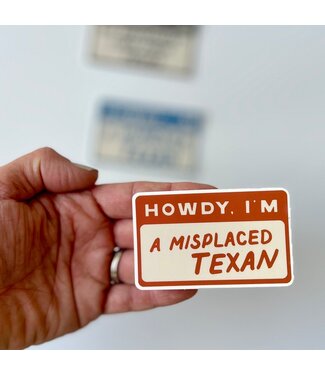 HOWDY, I'M
A MISPLACED
TEXAN